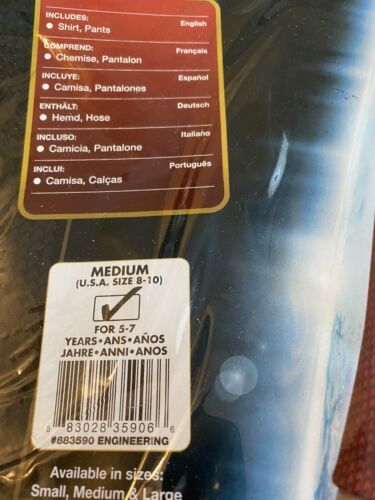 INCLUDES: English
● Shirt, Pants
COMPREND: Français
● Chemise, Pantalon
INCLUYE: Español
● Camisa, Pantalones
ENTHÄLT: Deutsch
● Hemd, Hose
INCLUSO: Italiano
● Camicia, Pantalone
INCLUI: Português
● Camisa, Calças
MEDIUM
(U.S.A. SIZE 8-10)
FOR 5-7
YEARS•ANS•AÑOS
JAHRE•ANNI•ANOS
8 83028 35906 6
#883590 ENGINEERING
Available in sizes:
Small, Medium & Large